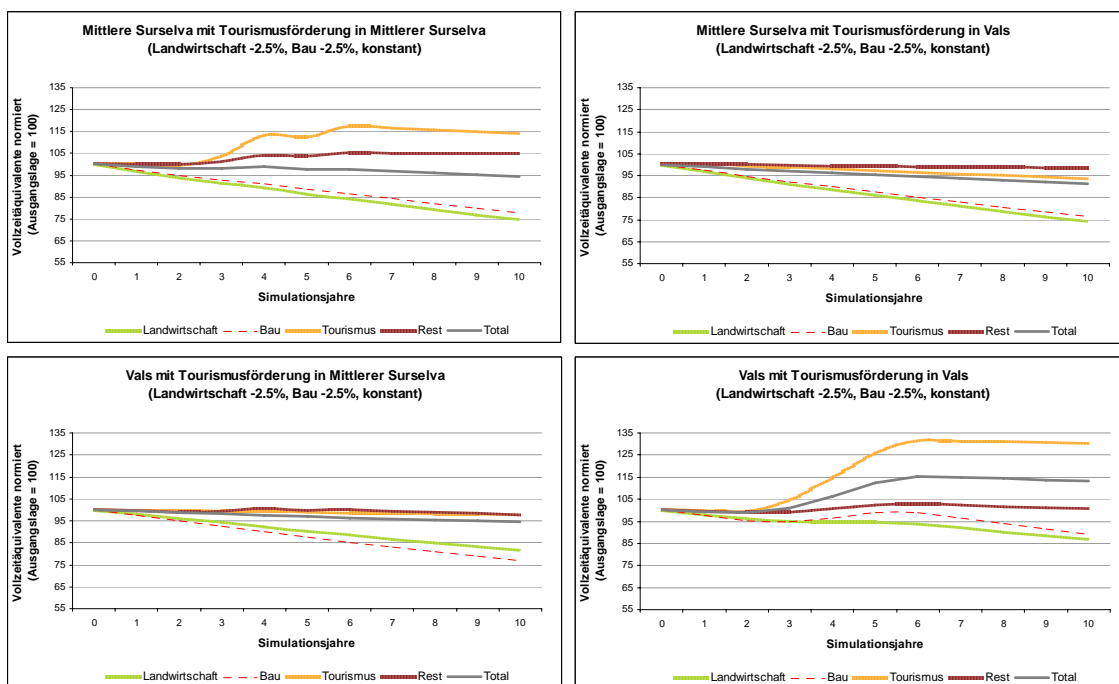 Mittlere Surselva mit Tourismusförderung in Mittlerer Surselva
(Landwirtschaft -2.5%, Bau -2.5%, konstant)
Vollzeitäquivalente normiert
(Ausgangslage = 100)
135
125
115
105
95
85
75
65
55
0 1 2 3 4 5 6 7 8 9 10
Simulationsjahre
Landwirtschaft Bau Tourismus Rest Total
Mittlere Surselva mit Tourismusförderung in Vals
(Landwirtschaft -2.5%, Bau -2.5%, konstant)
Vollzeitäquivalente normiert
(Ausgangslage = 100)
135
125
115
105
95
85
75
65
55
0 1 2 3 4 5 6 7 8 9 10
Simulationsjahre
Landwirtschaft Bau Tourismus Rest Total
Vals mit Tourismusförderung in Mittlerer Surselva
(Landwirtschaft -2.5%, Bau -2.5%, konstant)
Vollzeitäquivalente normiert
(Ausgangslage = 100)
135
125
115
105
95
85
75
65
55
0 1 2 3 4 5 6 7 8 9 10
Simulationsjahre
Landwirtschaft Bau Tourismus Rest Total
Vals mit Tourismusförderung in Vals
(Landwirtschaft -2.5%, Bau -2.5%, konstant)
Vollzeitäquivalente normiert
(Ausgangslage = 100)
135
125
115
105
95
85
75
65
55
0 1 2 3 4 5 6 7 8 9 10
Simulationsjahre
Landwirtschaft Bau Tourismus Rest Total